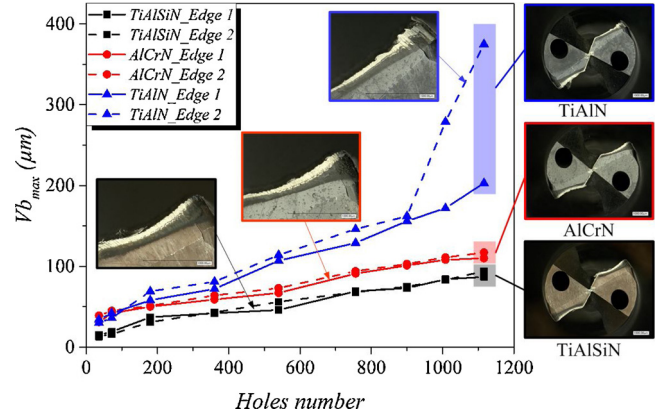 TiAlSiN_Edge 1
TiAlSiN_Edge 2
AlCrN_Edge 1
AlCrN_Edge 2
TiAlN_Edge 1
TiAlN_Edge 2
400
300
200
100
0
Vb_max (µm)
0 200 400 600 800 1000 1200
Holes number
TiAlN
AlCrN
TiAlSiN